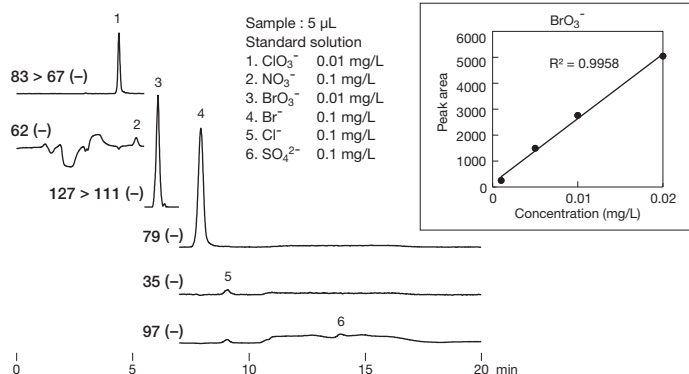 1
83 > 67 (–)
62 (–)
2
3
127 > 111 (–)
4
79 (–)
5
35 (–)
6
97 (–)
0 5 10 15 20 min
Sample : 5 µL
Standard solution
1. ClO₃⁻ 0.01 mg/L
2. NO₃⁻ 0.1 mg/L
3. BrO₃⁻ 0.01 mg/L
4. Br⁻ 0.1 mg/L
5. Cl⁻ 0.1 mg/L
6. SO₄²⁻ 0.1 mg/L
BrO₃⁻
R² = 0.9958
Peak area
6000
5000
4000
3000
2000
1000
0
0 0.01 0.02
Concentration (mg/L)